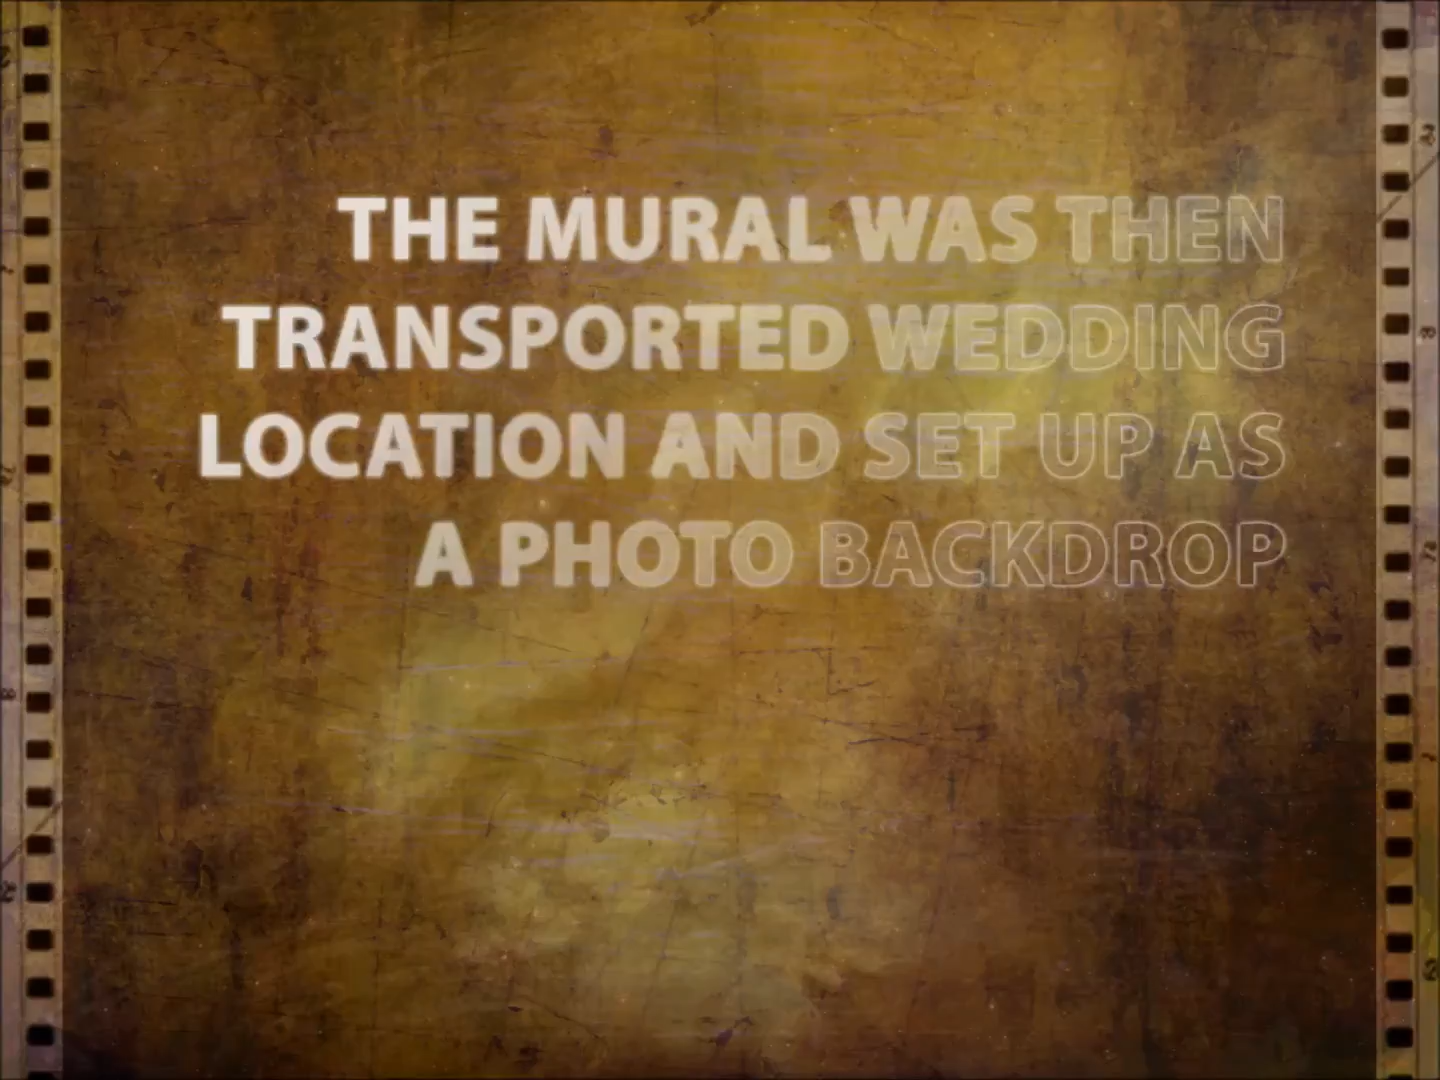 THE MURAL WAS THEN
TRANSPORTED WEDDING
LOCATION AND SET UP AS
A PHOTO BACKDROP